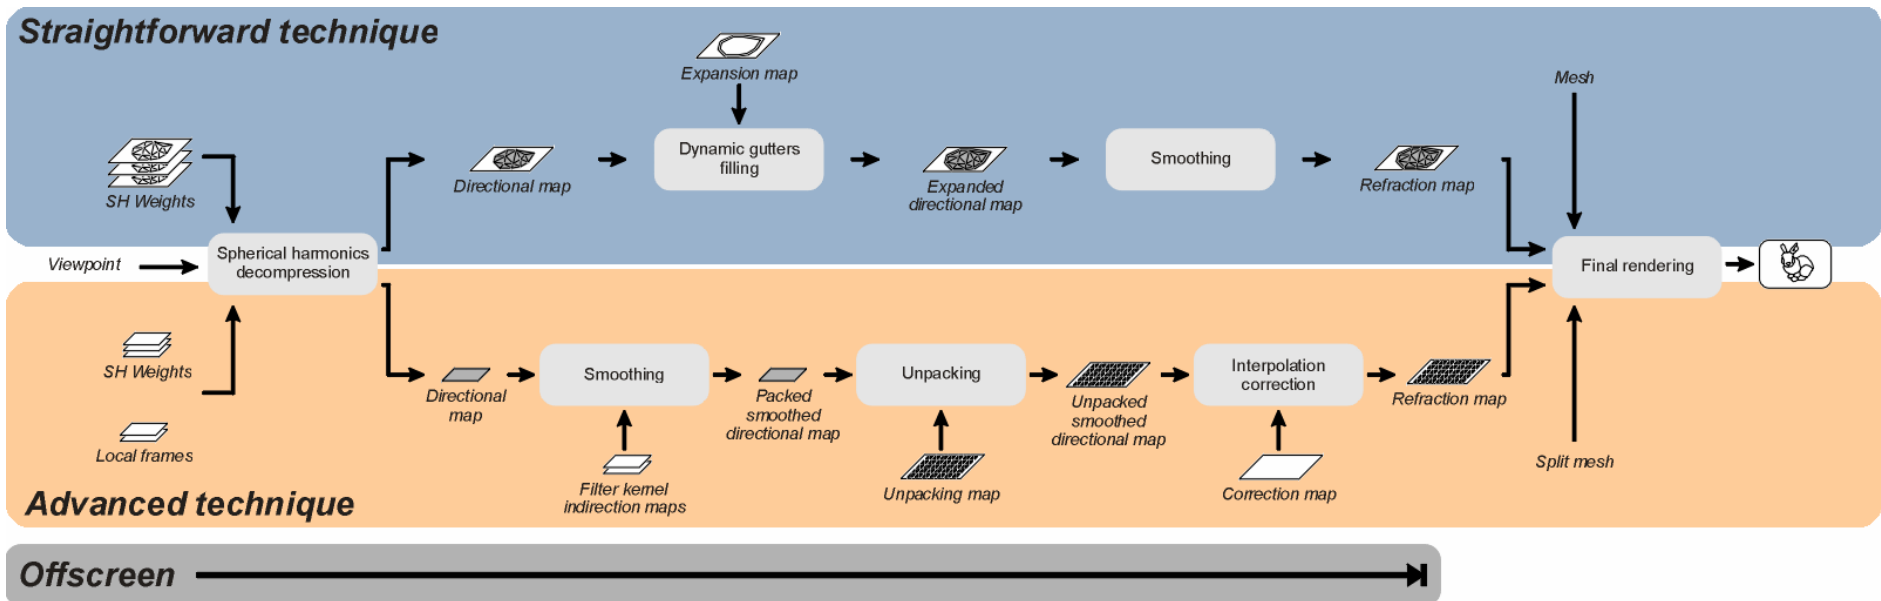 Straightforward technique
Expansion map
Mesh
SH Weights
Directional map
Dynamic gutters
filling
Expanded
directional map
Smoothing
Refraction map
Viewpoint
Spherical harmonics
decompression
Final rendering
SH Weights
Local frames
Directional
map
Smoothing
Filter kernel
indirection maps
Packed
smoothed
directional map
Unpacking
Unpacking map
Unpacked
smoothed
directional map
Interpolation
correction
Correction map
Refraction map
Split mesh
Advanced technique
Offscreen